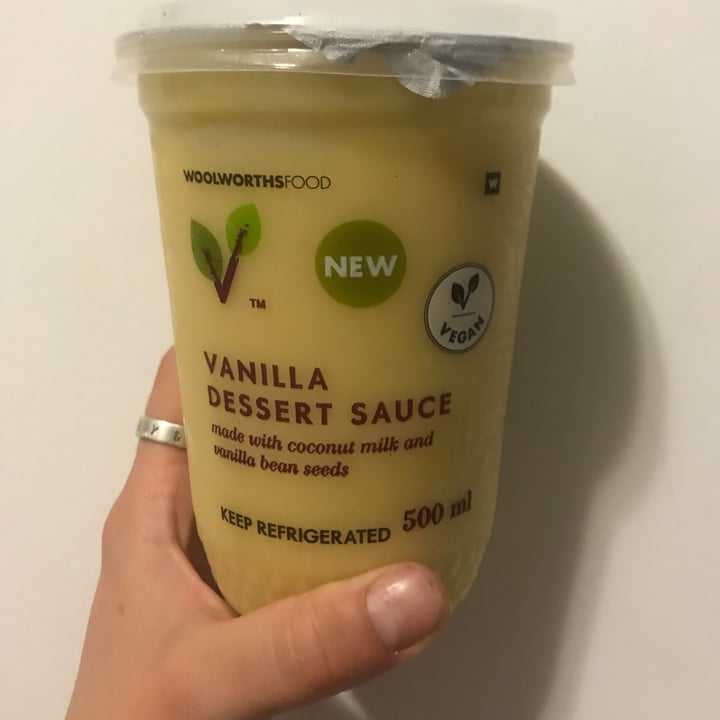 WOOLWORTHSFOOD
W
V
TM
NEW
VEGAN
VANILLA
DESSERT SAUCE
made with coconut milk and
vanilla bean seeds
KEEP REFRIGERATED
500 ml